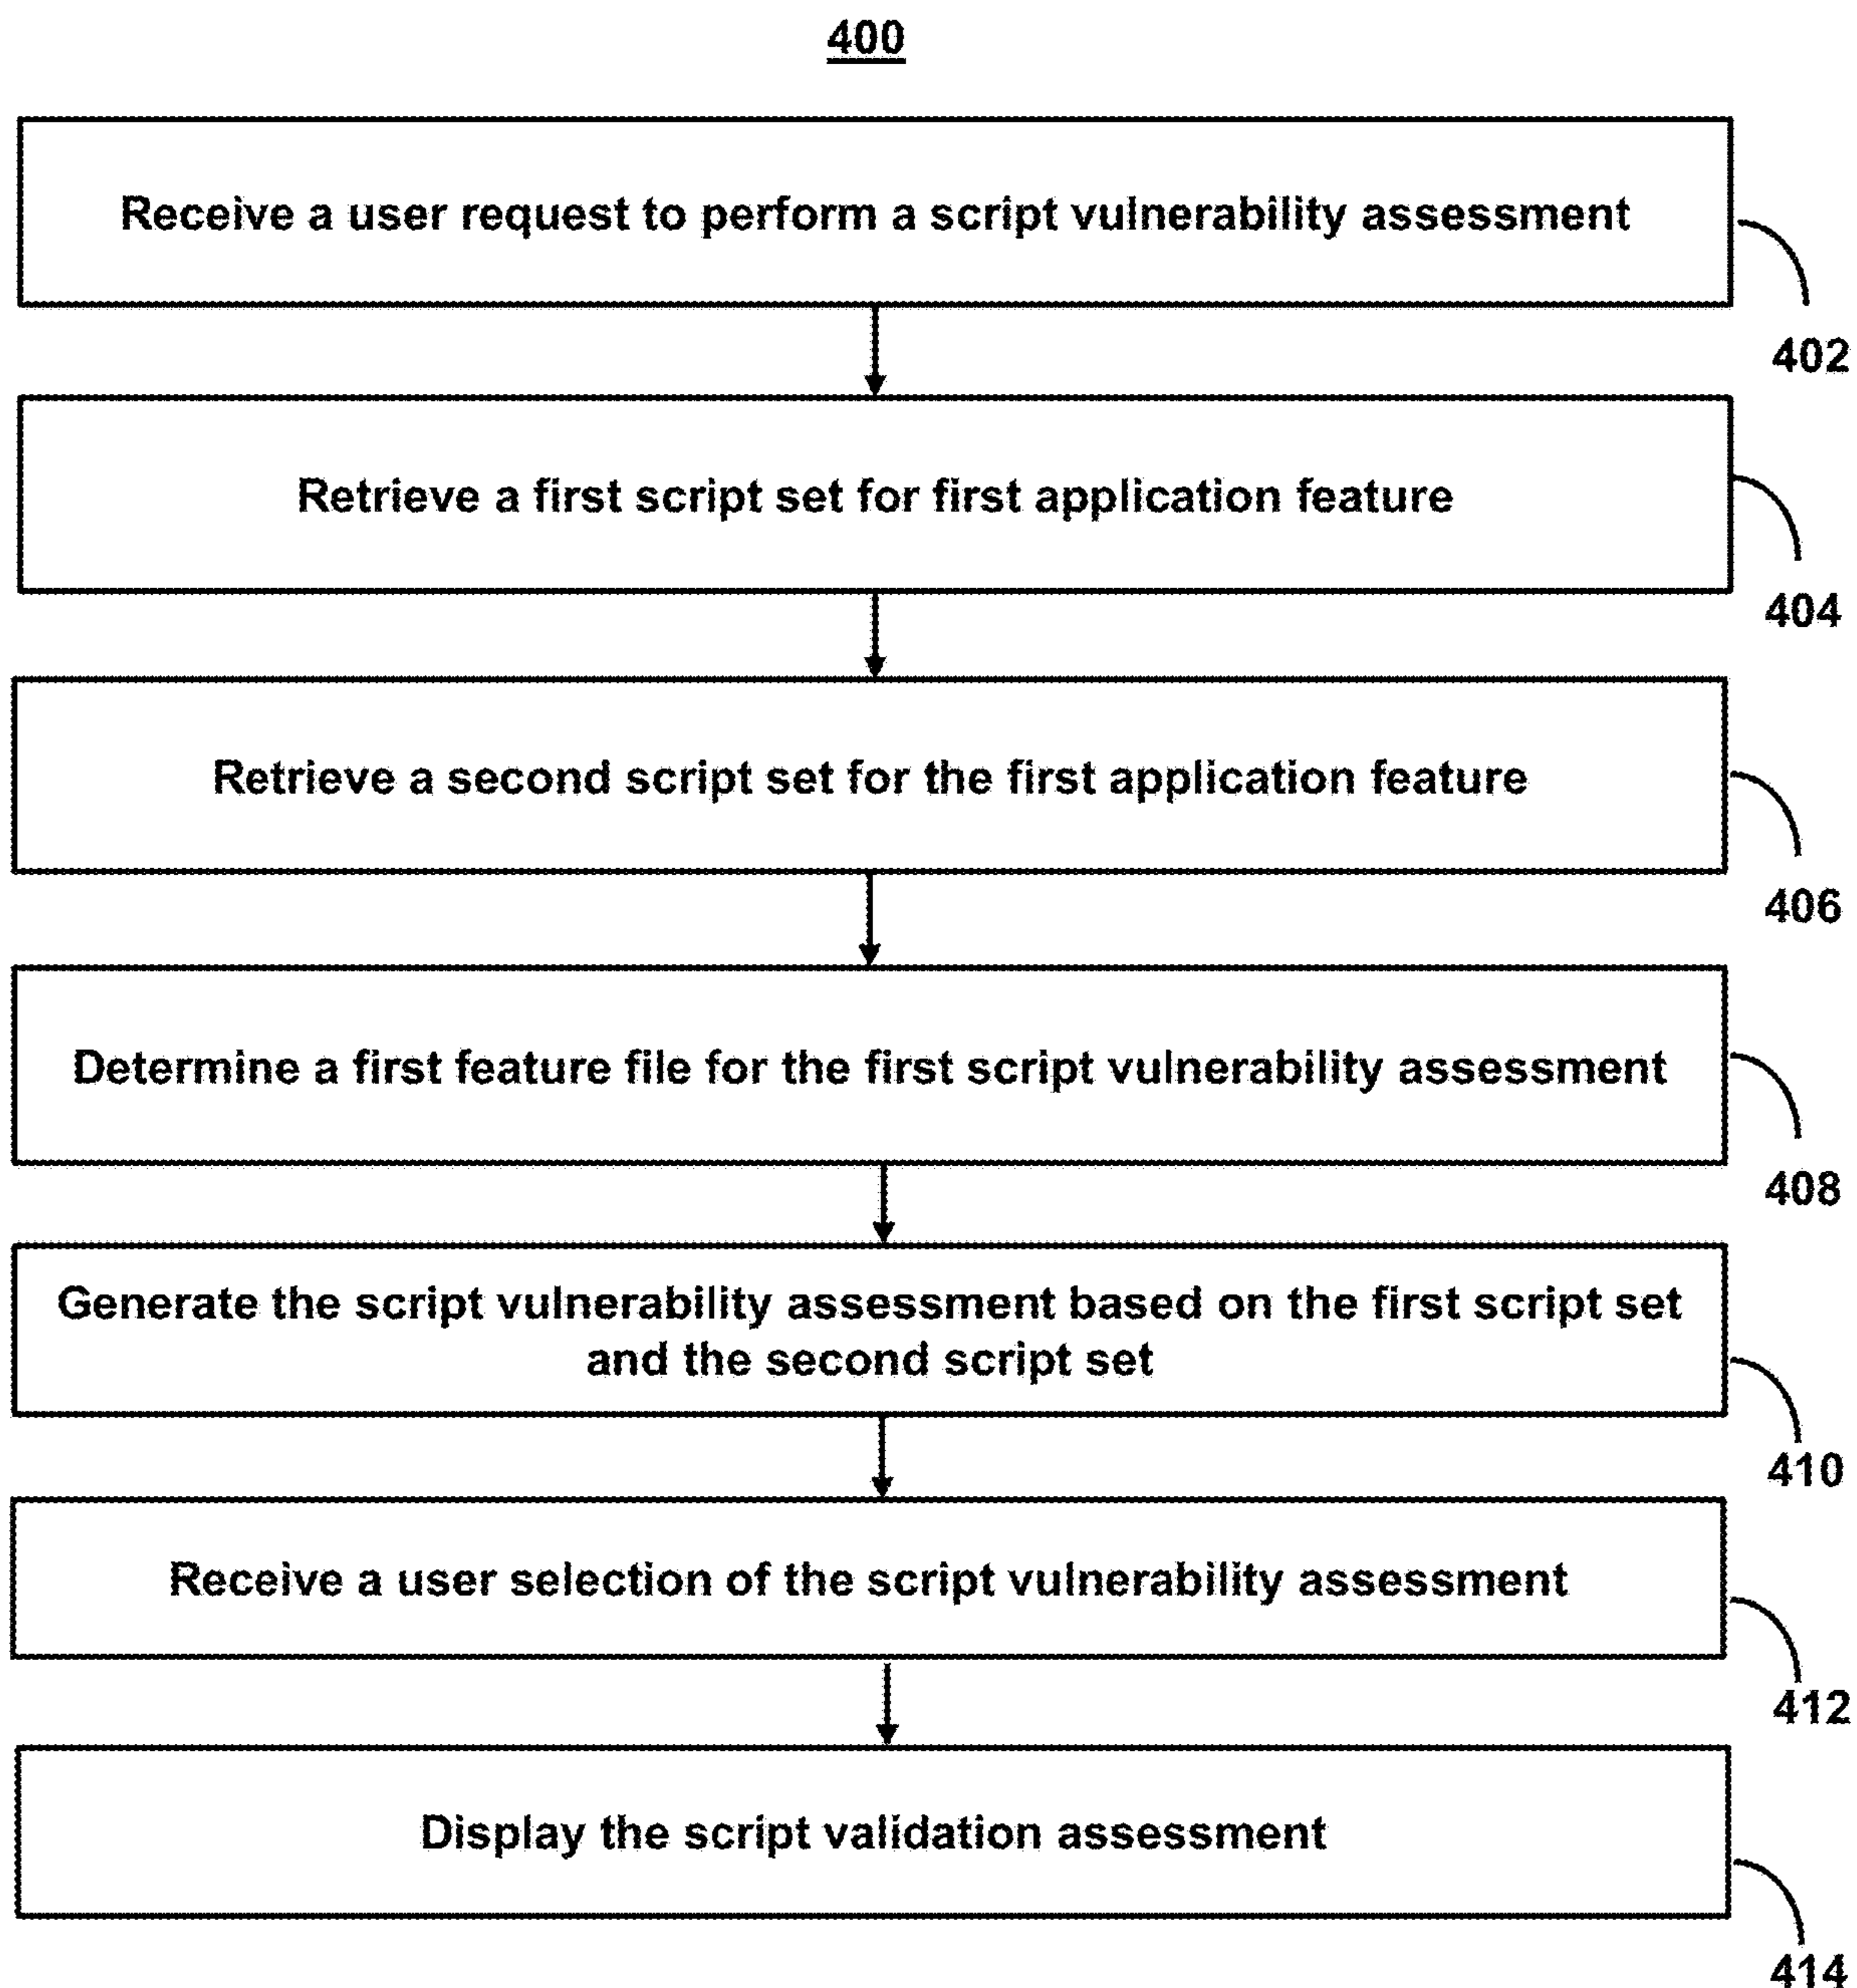 400
Receive a user request to perform a script vulnerability assessment
402
Retrieve a first script set for first application feature
404
Retrieve a second script set for the first application feature
406
Determine a first feature file for the first script vulnerability assessment
408
Generate the script vulnerability assessment based on the first script set
and the second script set
410
Receive a user selection of the script vulnerability assessment
412
Display the script validation assessment
414